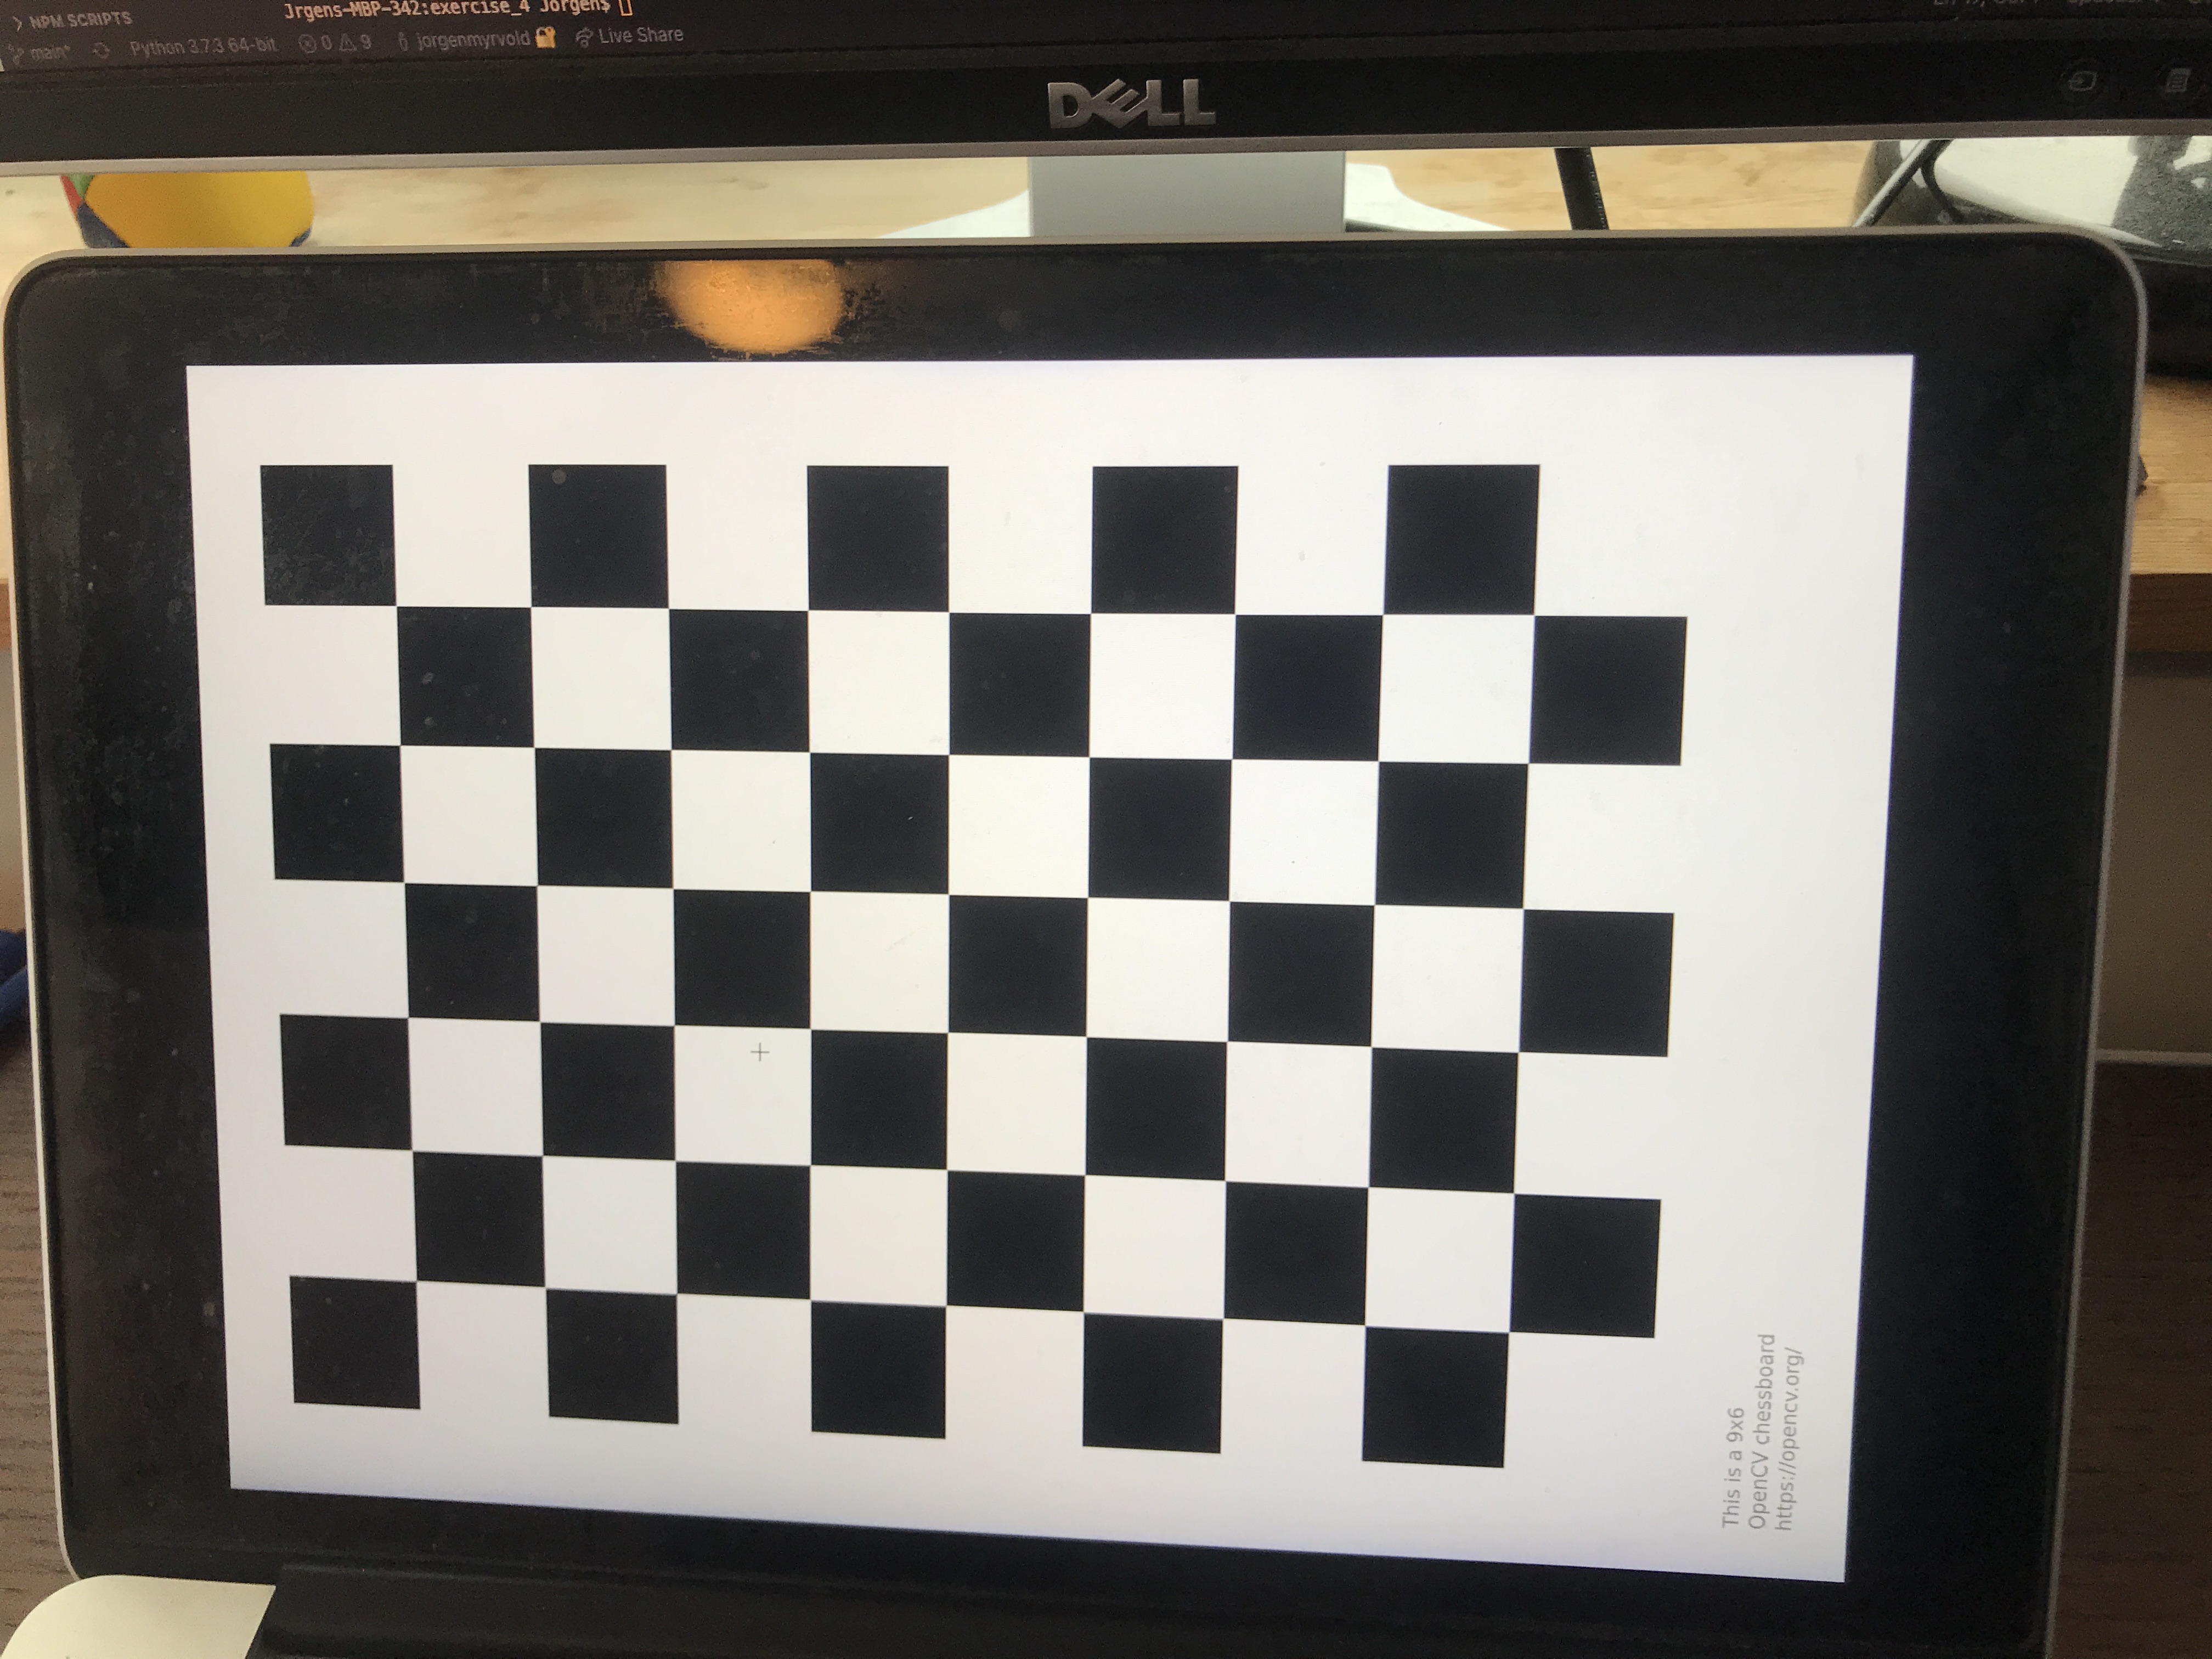 Jrgens-MBP-342:exercise_4 Jorgen$
NPM SCRIPTS
main* Python 3.7.3 64-bit 0 9 jorgenmyrvold Live Share
DELL
This is a 9x6
OpenCV chessboard
https://opencv.org/